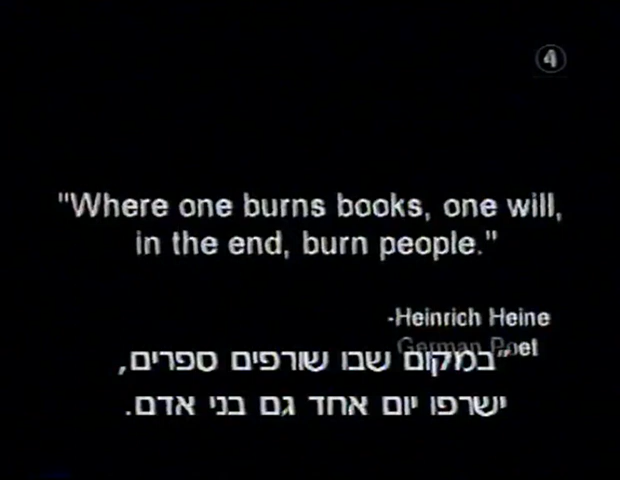 4
"Where one burns books, one will,
in the end, burn people."
-Heinrich Heine
German Poet
"במקום שבו שורפים ספרים,
ישרפו יום אחד גם בני אדם.